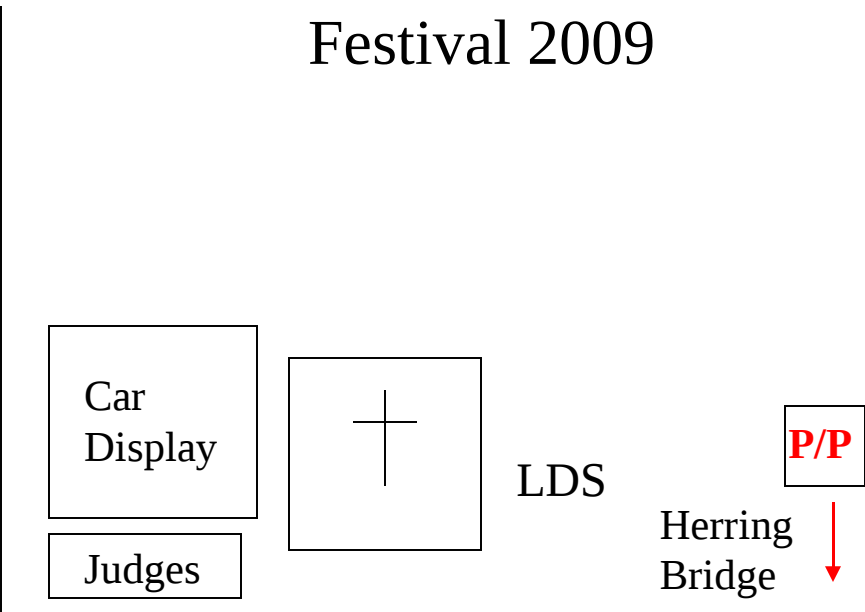 Festival 2009
Car
Display
P/P
LDS
Herring
Bridge
Judges